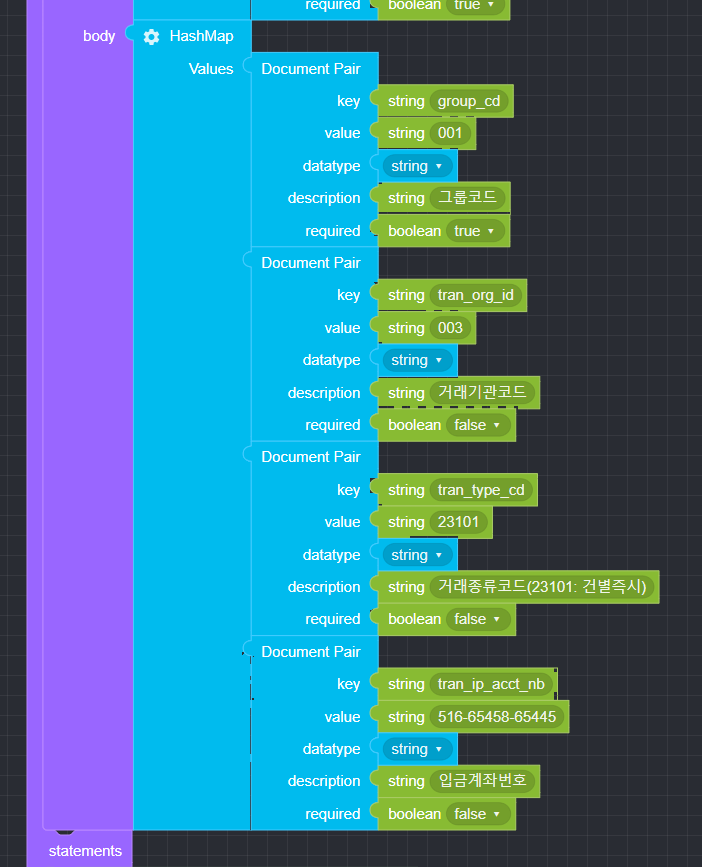 required boolean true
body HashMap
Values Document Pair
key string group_cd
value string 001
datatype string
description string 그룹코드
required boolean true
Document Pair
key string tran_org_id
value string 003
datatype string
description string 거래기관코드
required boolean false
Document Pair
key string tran_type_cd
value string 23101
datatype string
description string 거래종류코드(23101: 건별즉시)
required boolean false
Document Pair
key string tran_ip_acct_nb
value string 516-65458-65445
datatype string
description string 입금계좌번호
required boolean false
statements